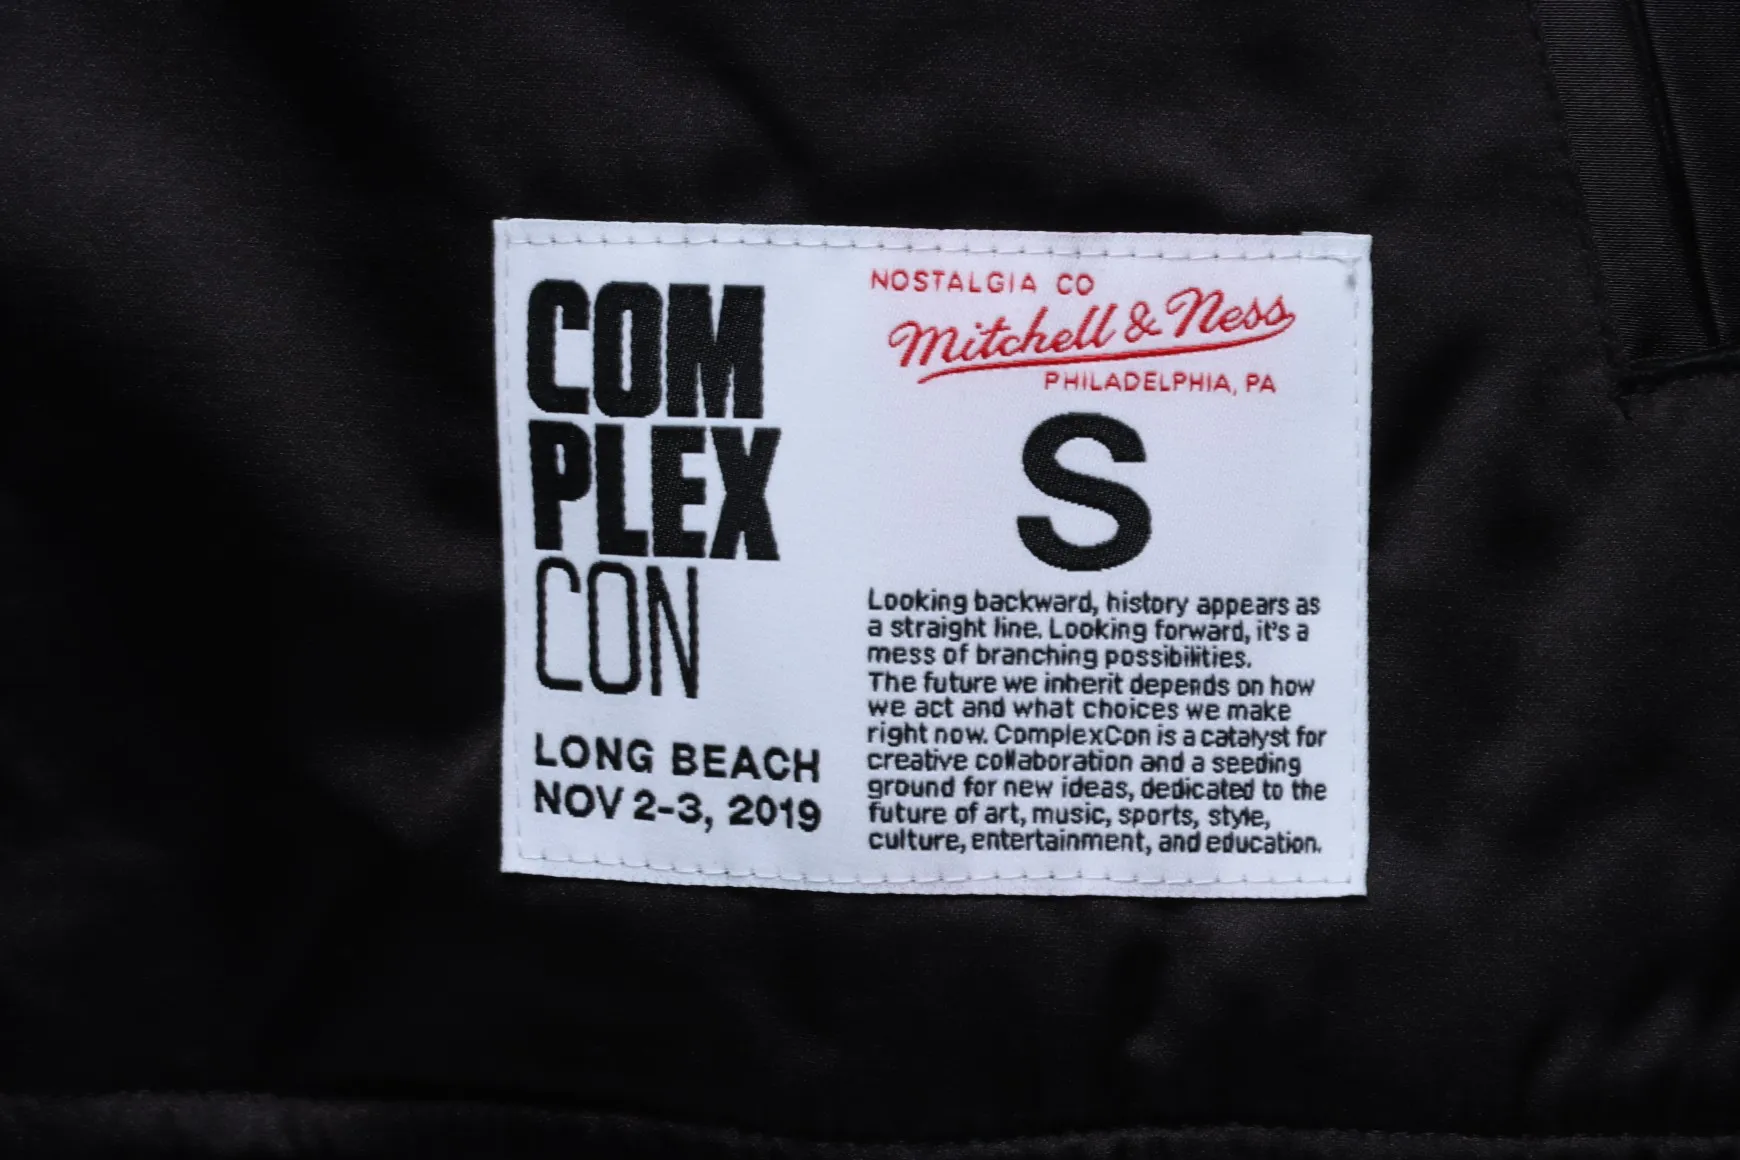 COM
PLEX
CON
LONG BEACH
NOV 2-3, 2019
NOSTALGIA CO
Mitchell & Ness
PHILADELPHIA, PA
S
Looking backward, history appears as
a straight line. Looking forward, it's a
mess of branching possibilities.
The future we inherit depends on how
we act and what choices we make
right now. ComplexCon is a catalyst for
creative collaboration and a seeding
ground for new ideas, dedicated to the
future of art, music, sports, style,
culture, entertainment, and education.